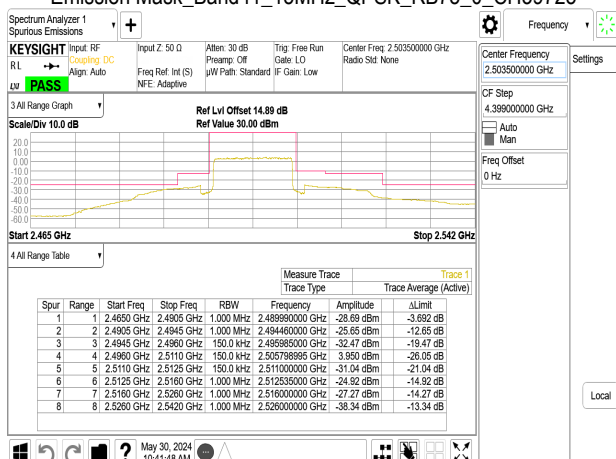 Spectrum Analyzer 1
Spurious Emissions
Frequency
KEYSIGHT Input: RF Input Z: 50 Ω Atten: 30 dB Trig: Free Run Center Freq: 2.503500000 GHz
RL Coupling: DC Preamp: Off Gate: LO Radio Std: None
Align: Auto Freq Ref: Int (S) µW Path: Standard IF Gain: Low
NFE: Adaptive
PASS
Center Frequency
2.503500000 GHz
Settings
CF Step
4.399000000 GHz
Auto
Man
Freq Offset
0 Hz
Local
3 All Range Graph
Ref Lvl Offset 14.89 dB
Scale/Div 10.0 dB Ref Value 30.00 dBm
20.0
10.0
0.00
-10.0
-20.0
-30.0
-40.0
-50.0
-60.0
Start 2.465 GHz Stop 2.542 GHz
4 All Range Table
Measure Trace Trace 1
Trace Type Trace Average (Active)
Spur Range Start Freq Stop Freq RBW Frequency Amplitude ΔLimit
1 1 2.4650 GHz 2.4905 GHz 1.000 MHz 2.489990000 GHz -28.69 dBm -3.692 dB
2 2 2.4905 GHz 2.4945 GHz 1.000 MHz 2.494460000 GHz -25.65 dBm -12.65 dB
3 3 2.4945 GHz 2.4960 GHz 150.0 kHz 2.495985000 GHz -32.47 dBm -19.47 dB
4 4 2.4960 GHz 2.5110 GHz 150.0 kHz 2.505798995 GHz 3.950 dBm -26.05 dB
5 5 2.5110 GHz 2.5125 GHz 150.0 kHz 2.511000000 GHz -31.04 dBm -21.04 dB
6 6 2.5125 GHz 2.5160 GHz 1.000 MHz 2.512535000 GHz -24.92 dBm -14.92 dB
7 7 2.5160 GHz 2.5260 GHz 1.000 MHz 2.516000000 GHz -27.27 dBm -14.27 dB
8 8 2.5260 GHz 2.5420 GHz 1.000 MHz 2.526000000 GHz -38.34 dBm -13.34 dB
May 30, 2024
10:41:48 AM